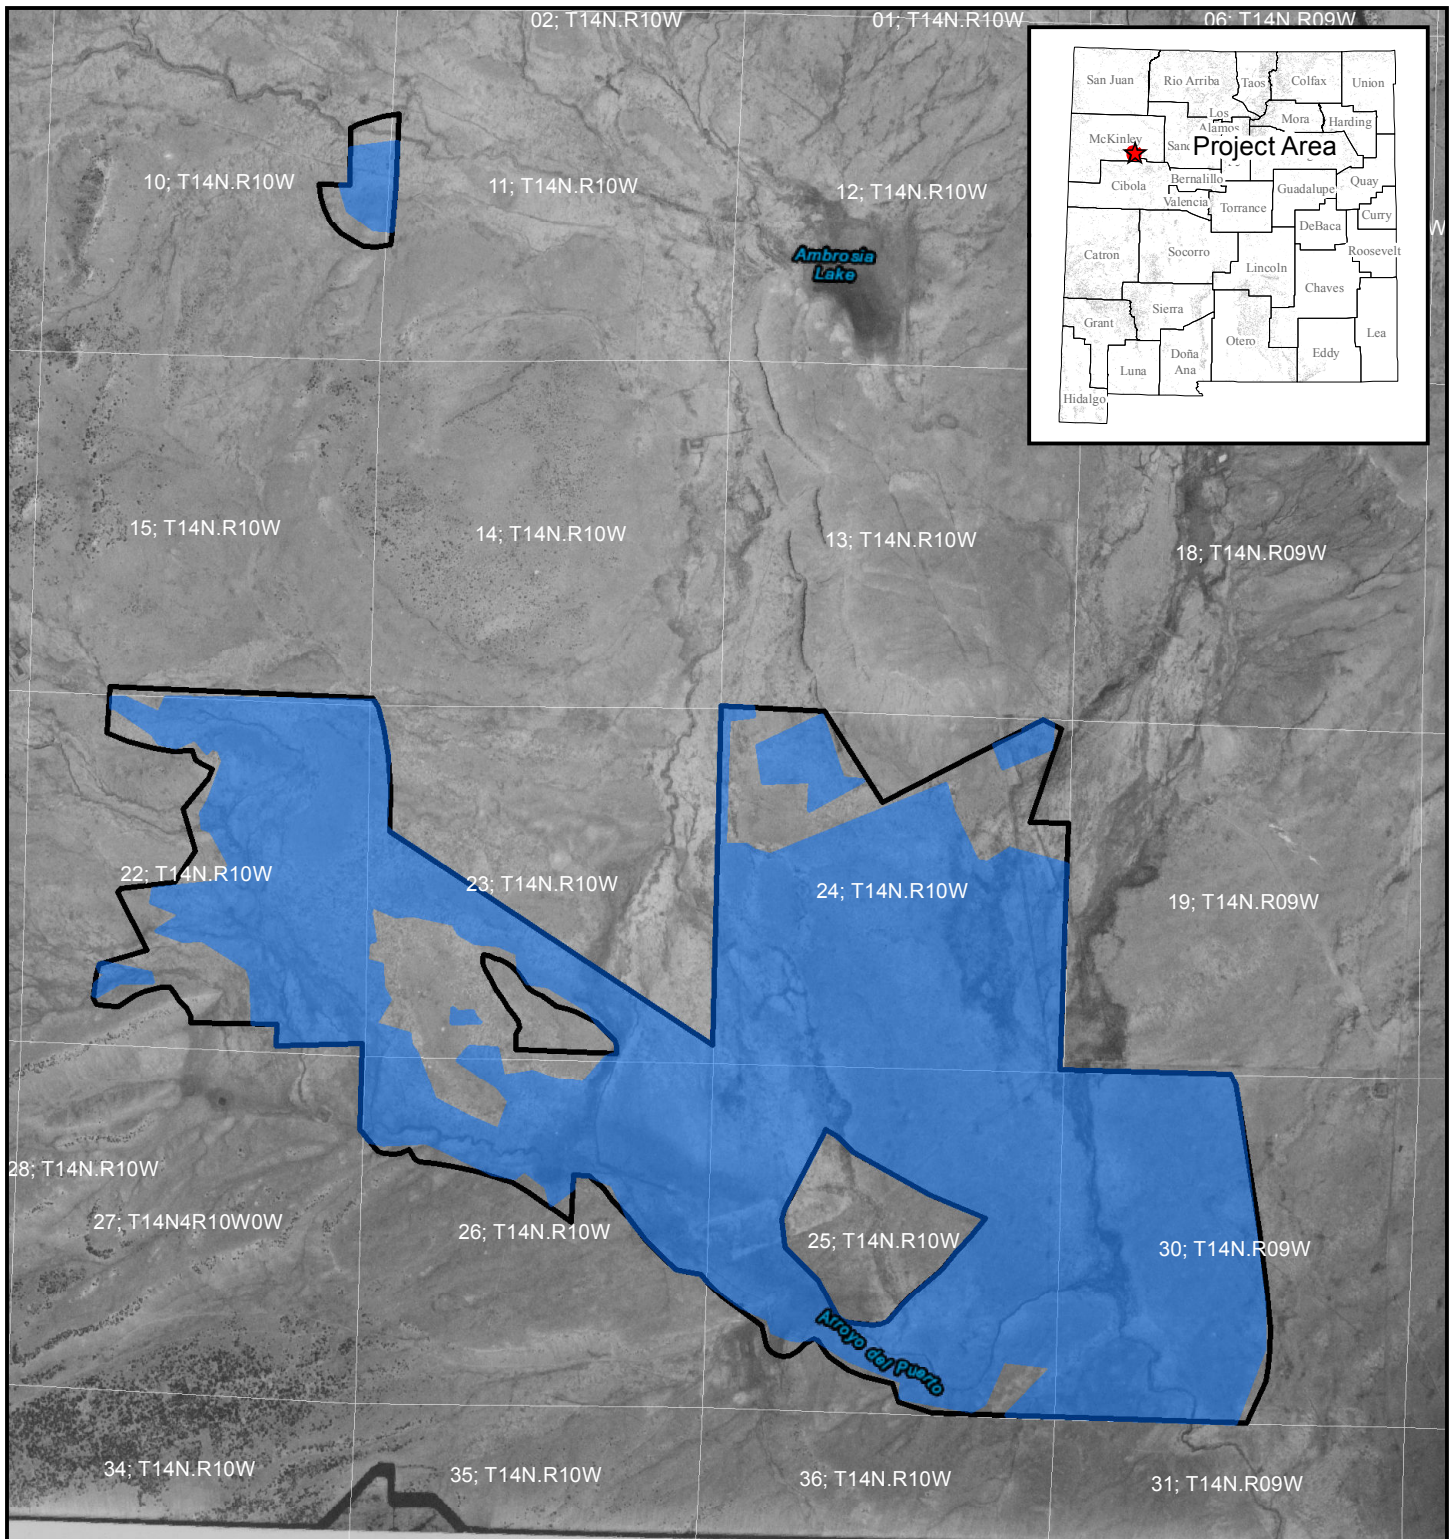 02; T14N.R10W
01; T14N.R10W
06; T14N.R09W
San Juan
Rio Arriba
Taos
Colfax
Union
Los
Alamos
Mora
Harding
McKinley
Project Area
Cibola
Bernalillo
Valencia
Torrance
Guadalupe
Quay
Curry
DeBaca
Roosevelt
Catron
Socorro
Lincoln
Chaves
Sierra
Grant
Otero
Lea
Eddy
Luna
Doña
Ana
Hidalgo
10; T14N.R10W
11; T14N.R10W
12; T14N.R10W
W
Ambrosia
Lake
15; T14N.R10W
14; T14N.R10W
13; T14N.R10W
18; T14N.R09W
22; T14N.R10W
23; T14N.R10W
24; T14N.R10W
19; T14N.R09W
28; T14N.R10W
27; T14N4R10W0W
26; T14N.R10W
25; T14N.R10W
30; T14N.R09W
Arroyo del Puerto
34; T14N.R10W
35; T14N.R10W
36; T14N.R10W
31; T14N.R09W